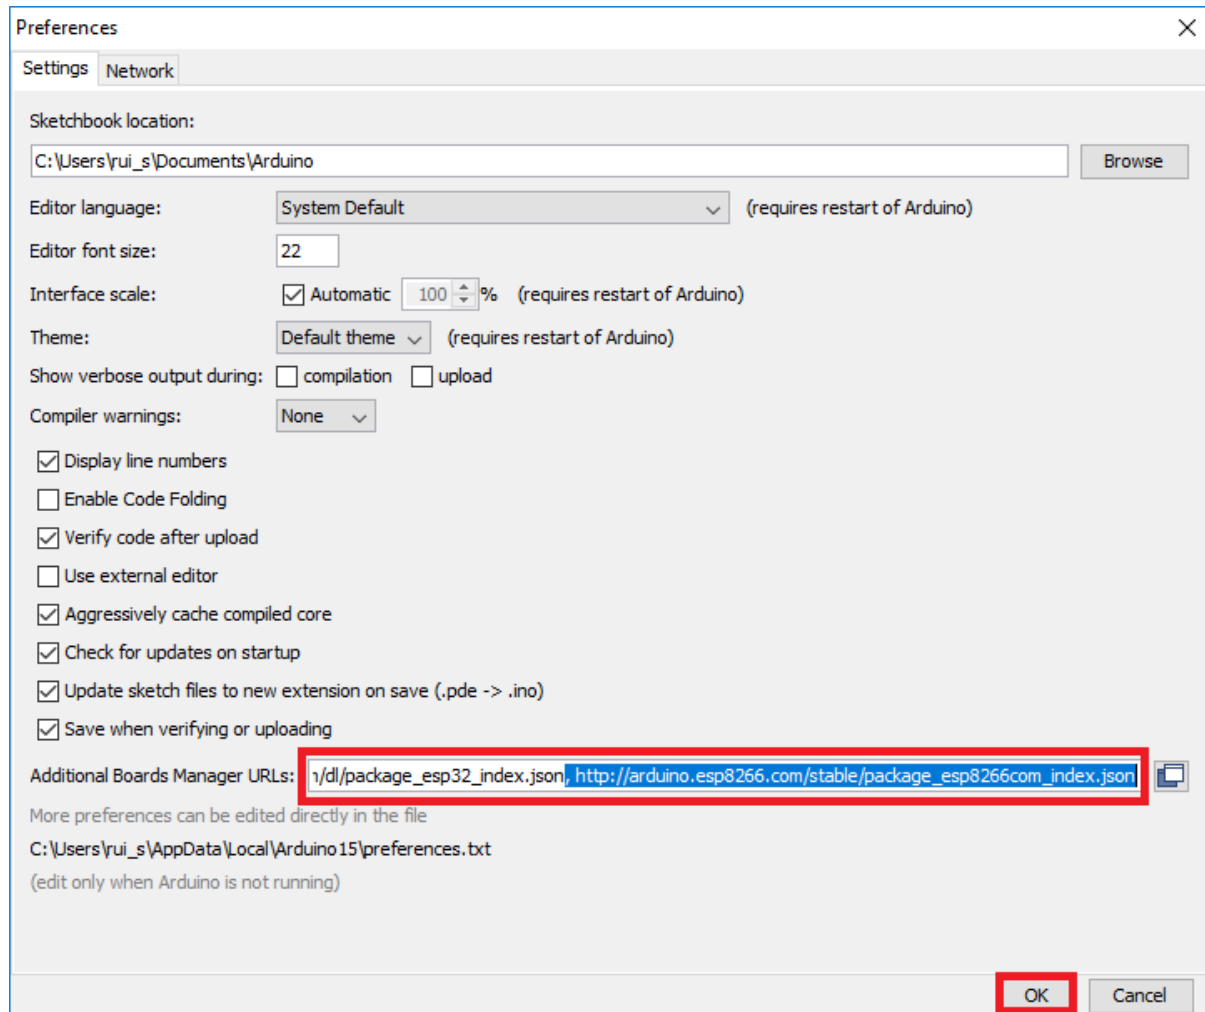 Preferences
Settings Network
Sketchbook location:
C:\Users\rui_s\Documents\Arduino Browse
Editor language: System Default (requires restart of Arduino)
Editor font size: 22
Interface scale: Automatic 100 % (requires restart of Arduino)
Theme: Default theme (requires restart of Arduino)
Show verbose output during: compilation upload
Compiler warnings: None
Display line numbers
Enable Code Folding
Verify code after upload
Use external editor
Aggressively cache compiled core
Check for updates on startup
Update sketch files to new extension on save (.pde -> .ino)
Save when verifying or uploading
Additional Boards Manager URLs: /dl/package_esp32_index.json, http://arduino.esp8266.com/stable/package_esp8266com_index.json
More preferences can be edited directly in the file
C:\Users\rui_s\AppData\Local\Arduino15\preferences.txt
(edit only when Arduino is not running)
OK Cancel